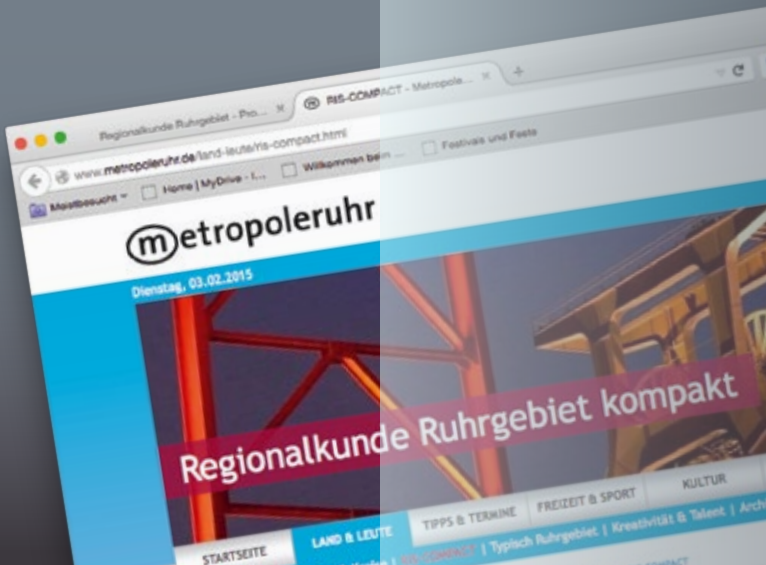 Regionalkunde Ruhrgebiet - Pro...
RIS-COMPACT - Metropole...
www.metropoleruhr.de/land-leute/ris-compact.html
Meistbesucht
Home | MyDrive - I...
Willkommen beim ...
Festivals und Feste
metropoleruhr
Dienstag, 03.02.2015
Regionalkunde Ruhrgebiet kompakt
STARTSEITE
LAND & LEUTE
TIPPS & TERMINE
FREIZEIT & SPORT
KULTUR
| RIS-COMPACT | Typisch Ruhrgebiet | Kreativität & Talent | Archi